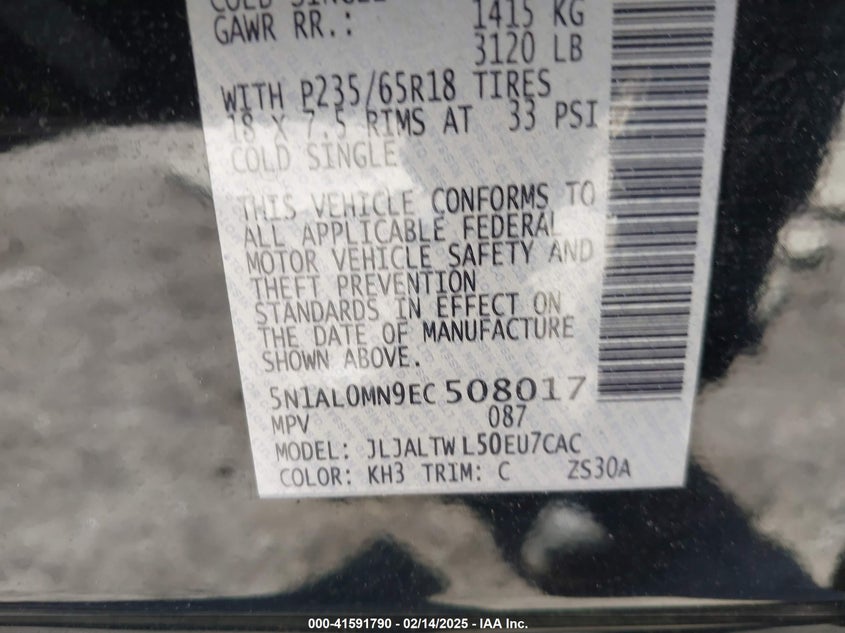 COLD SINGLE
GAWR RR.: 1415 KG
3120 LB
WITH P235/65R18 TIRES
18 X 7.5 RIMS AT 33 PSI
COLD SINGLE
THIS VEHICLE CONFORMS TO
ALL APPLICABLE FEDERAL
MOTOR VEHICLE SAFETY AND
THEFT PREVENTION
STANDARDS IN EFFECT ON
THE DATE OF MANUFACTURE
SHOWN ABOVE.
5N1AL0MN9EC508017
MPV 087
MODEL: JLJALTWL50EU7CAC
COLOR: KH3 TRIM: C ZS30A
000-41591790 - 02/14/2025 - IAA Inc.